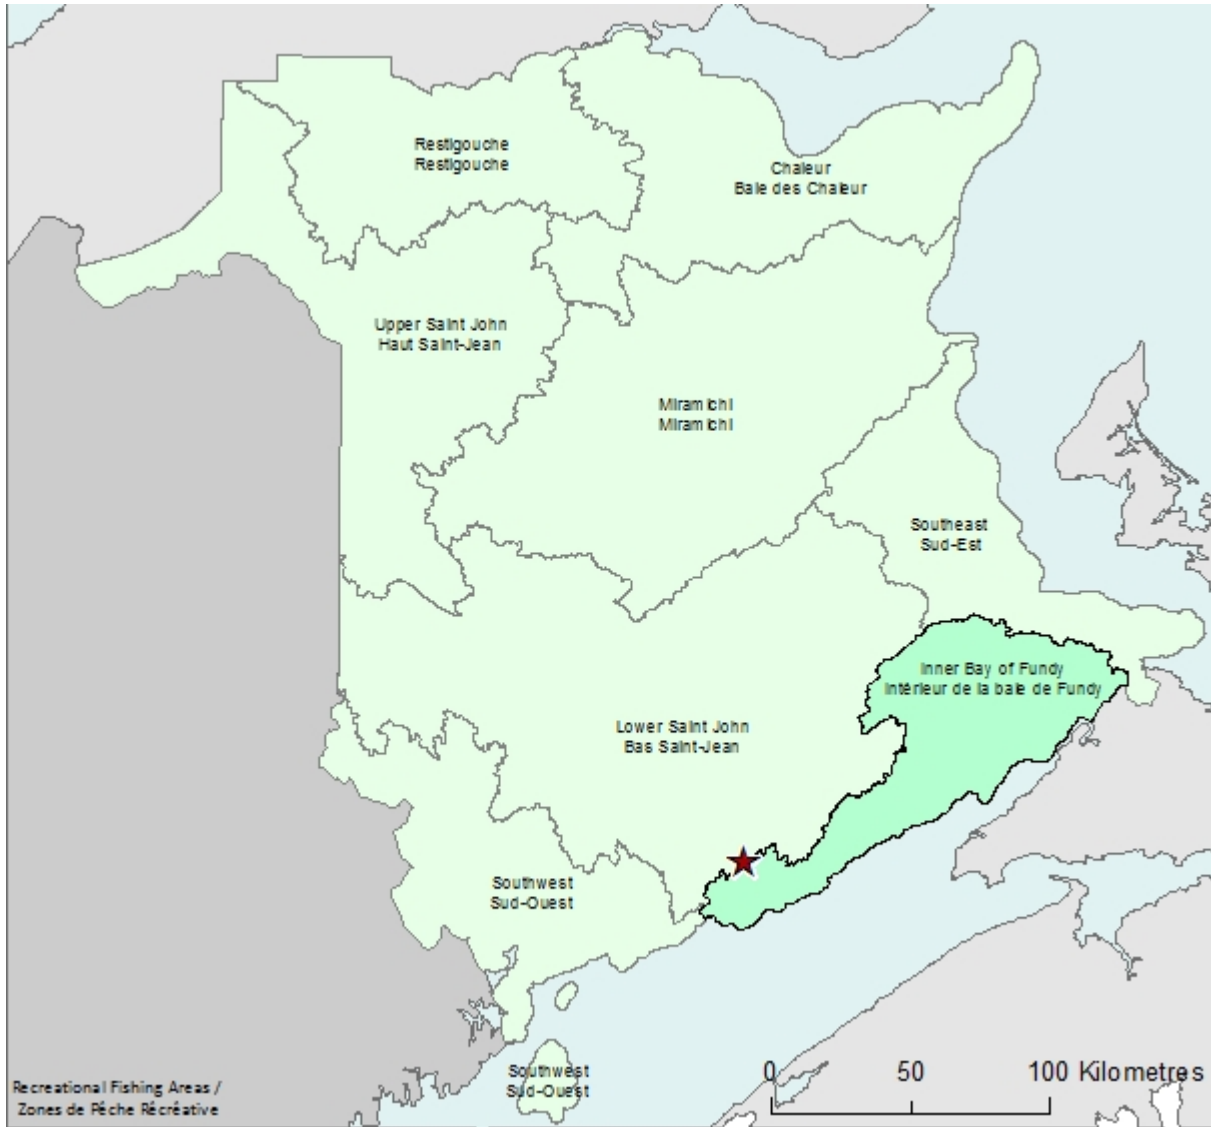 Restigouche
Restigouche
Chaleur
Baie des Chaleur
Upper Saint John
Haut Saint-Jean
Miramichi
Miramichi
Southeast
Sud-Est
Inner Bay of Fundy
Intérieur de la baie de Fundy
Lower Saint John
Bas Saint-Jean
Southwest
Sud-Ouest
Southwest
Sud-Ouest
0 50 100 Kilometres
Recreational Fishing Areas /
Zones de Pêche Récréative